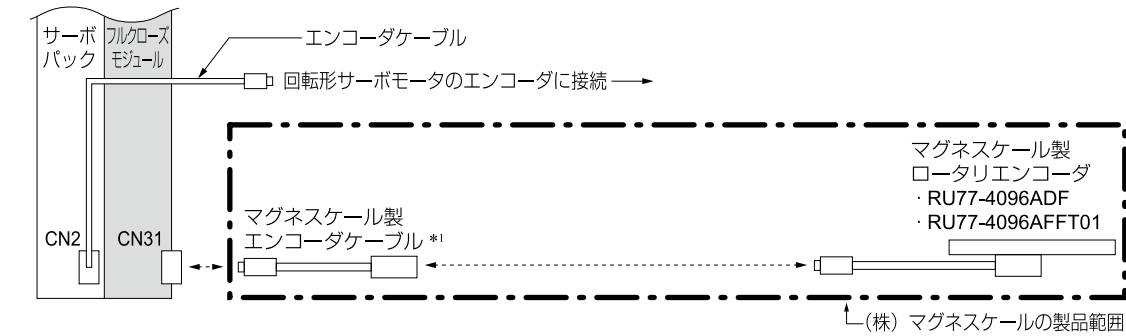 サーボ
パック
フルクローズ
モジュール
エンコーダケーブル
回転形サーボモータのエンコーダに接続
マグネスケール製
ロータリエンコーダ
・RU77-4096ADF
・RU77-4096AFFT01
マグネスケール製
エンコーダケーブル *1
CN2
CN31
(株) マグネスケールの製品範囲